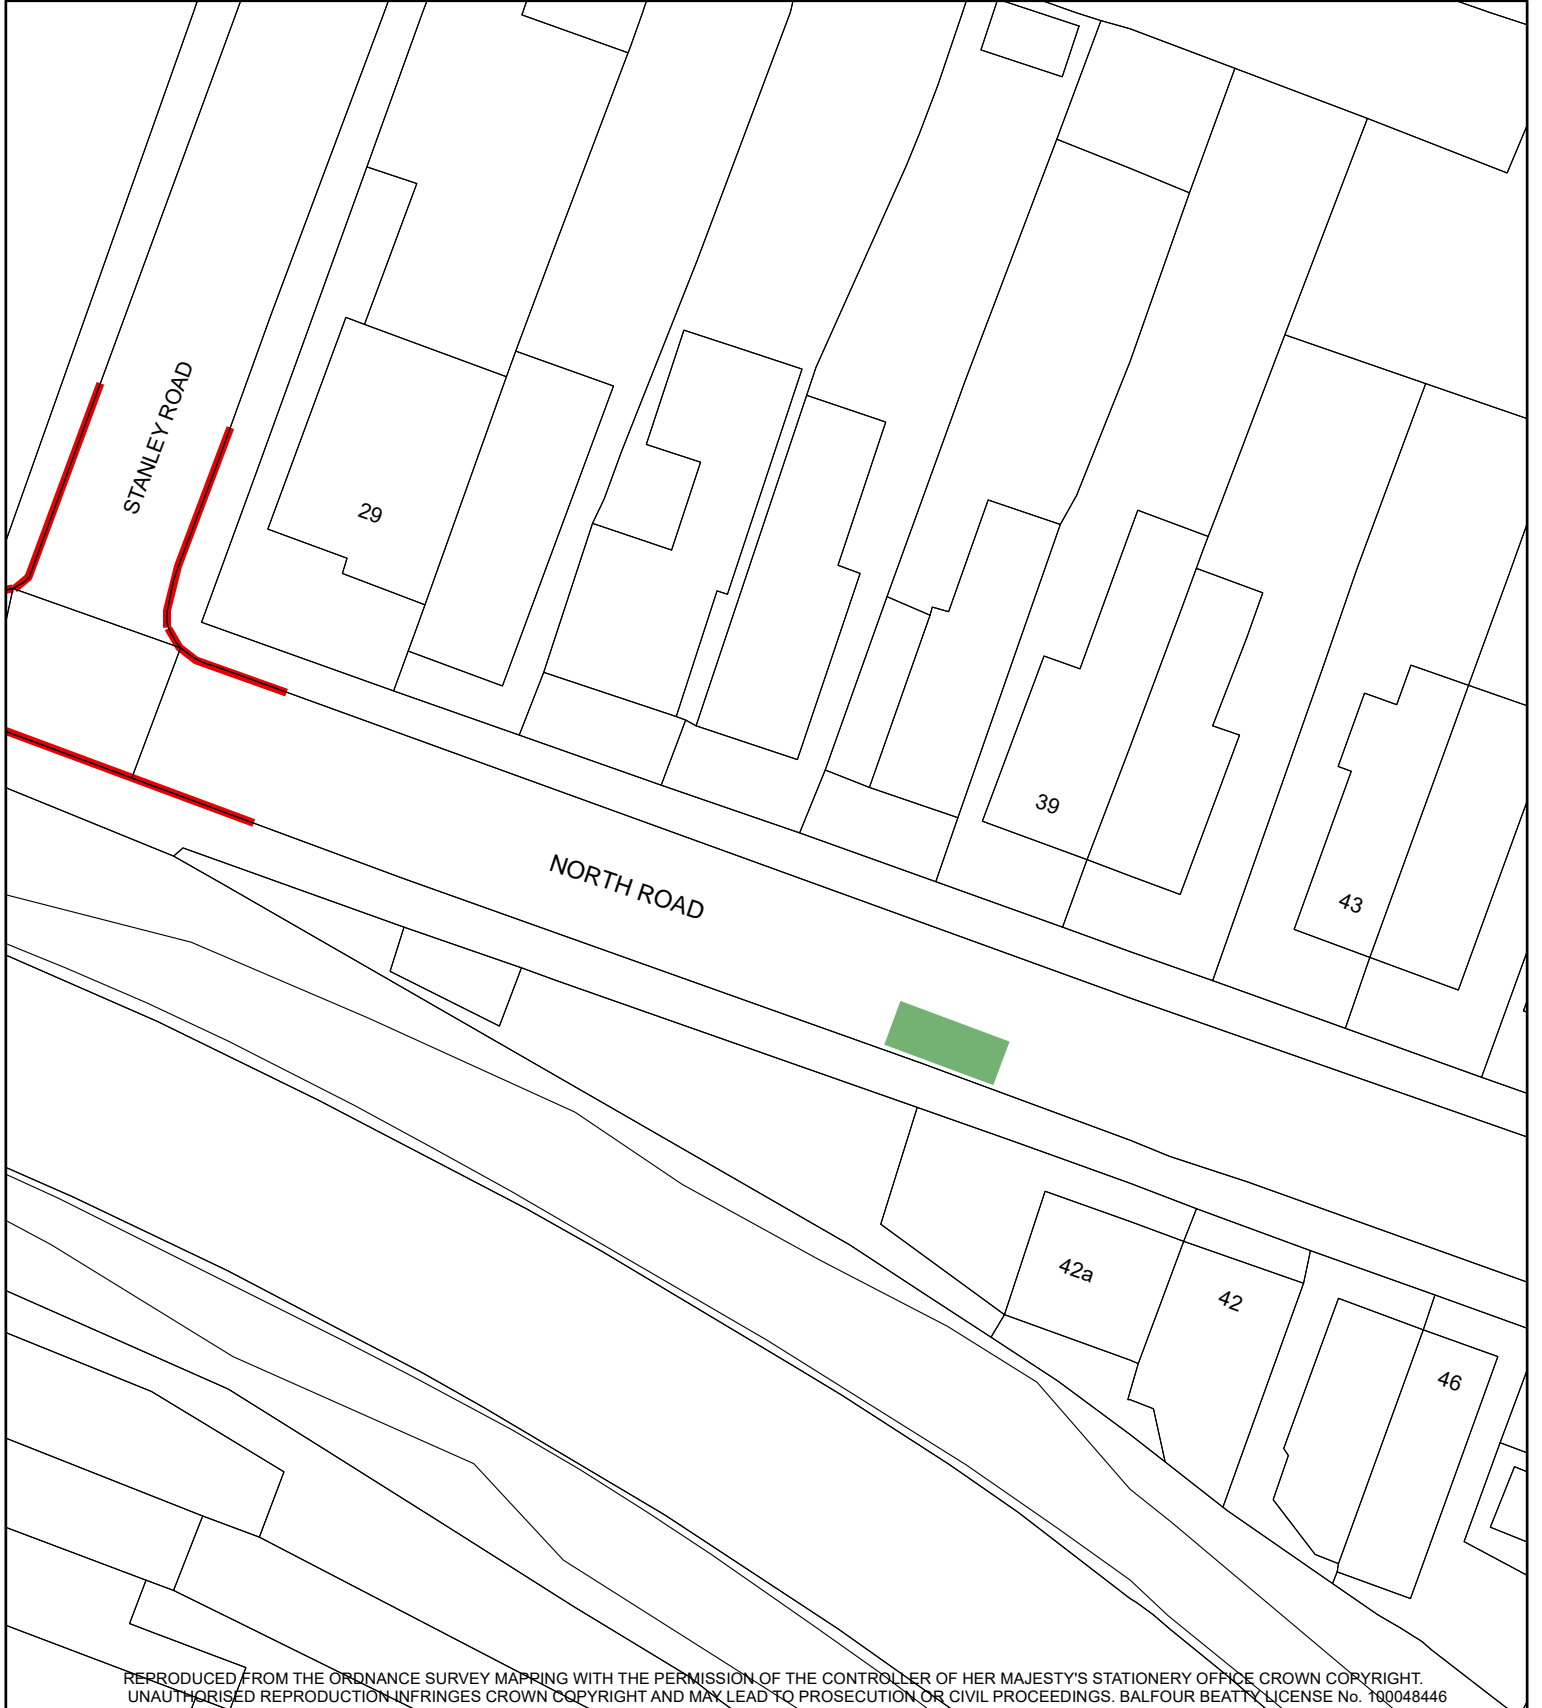 STANLEY ROAD
29
39
NORTH ROAD
43
42a
42
46
REPRODUCED FROM THE ORDNANCE SURVEY MAPPING WITH THE PERMISSION OF THE CONTROLLER OF HER MAJESTY'S STATIONERY OFFICE CROWN COPYRIGHT.
UNAUTHORISED REPRODUCTION INFRINGES CROWN COPYRIGHT AND MAY LEAD TO PROSECUTION OR CIVIL PROCEEDINGS. BALFOUR BEATTY LICENSE No. 100048446